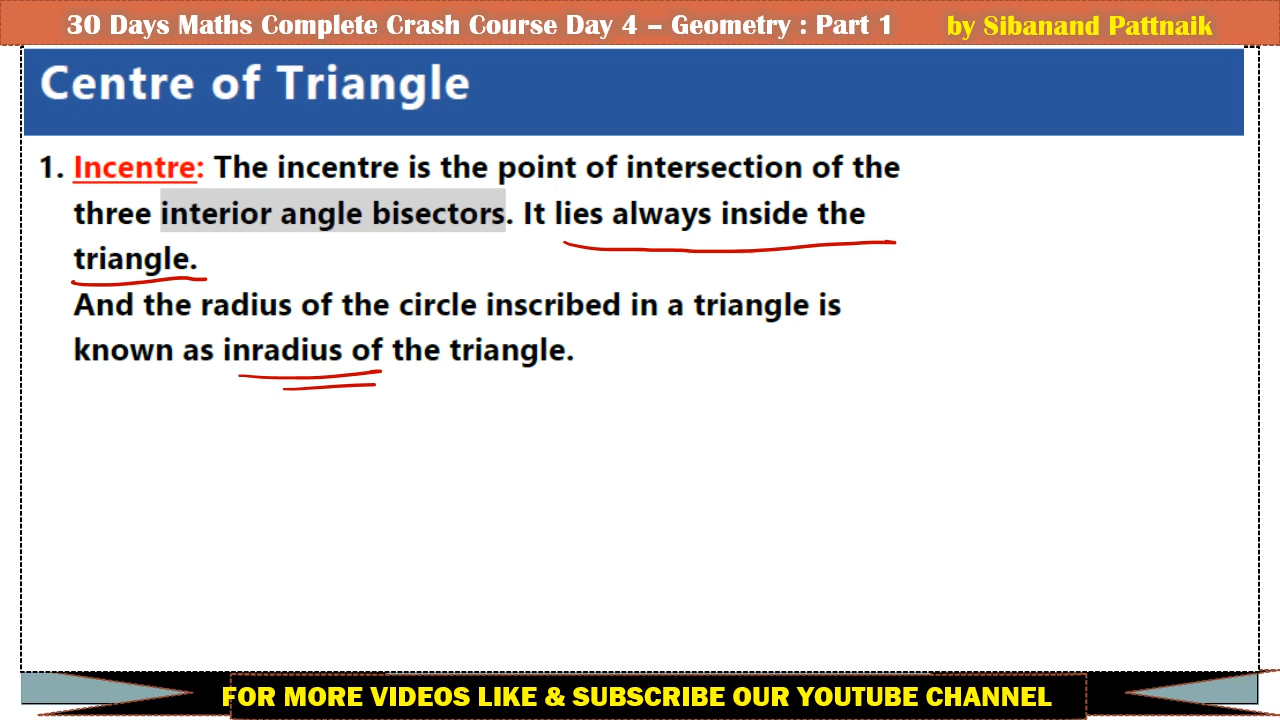 30 Days Maths Complete Crash Course Day 4 – Geometry : Part 1 by Sibanand Pattnaik
Centre of Triangle
1. Incentre: The incentre is the point of intersection of the
three interior angle bisectors. It lies always inside the
triangle.
And the radius of the circle inscribed in a triangle is
known as inradius of the triangle.
FOR MORE VIDEOS LIKE & SUBSCRIBE OUR YOUTUBE CHANNEL